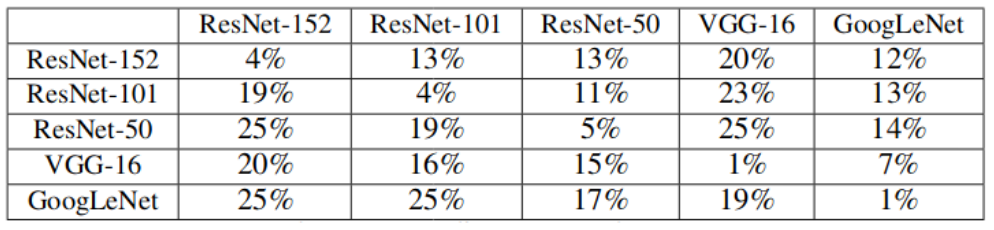 ResNet-152 ResNet-101 ResNet-50 VGG-16 GoogLeNet
ResNet-152 4% 13% 13% 20% 12%
ResNet-101 19% 4% 11% 23% 13%
ResNet-50 25% 19% 5% 25% 14%
VGG-16 20% 16% 15% 1% 7%
GoogLeNet 25% 25% 17% 19% 1%